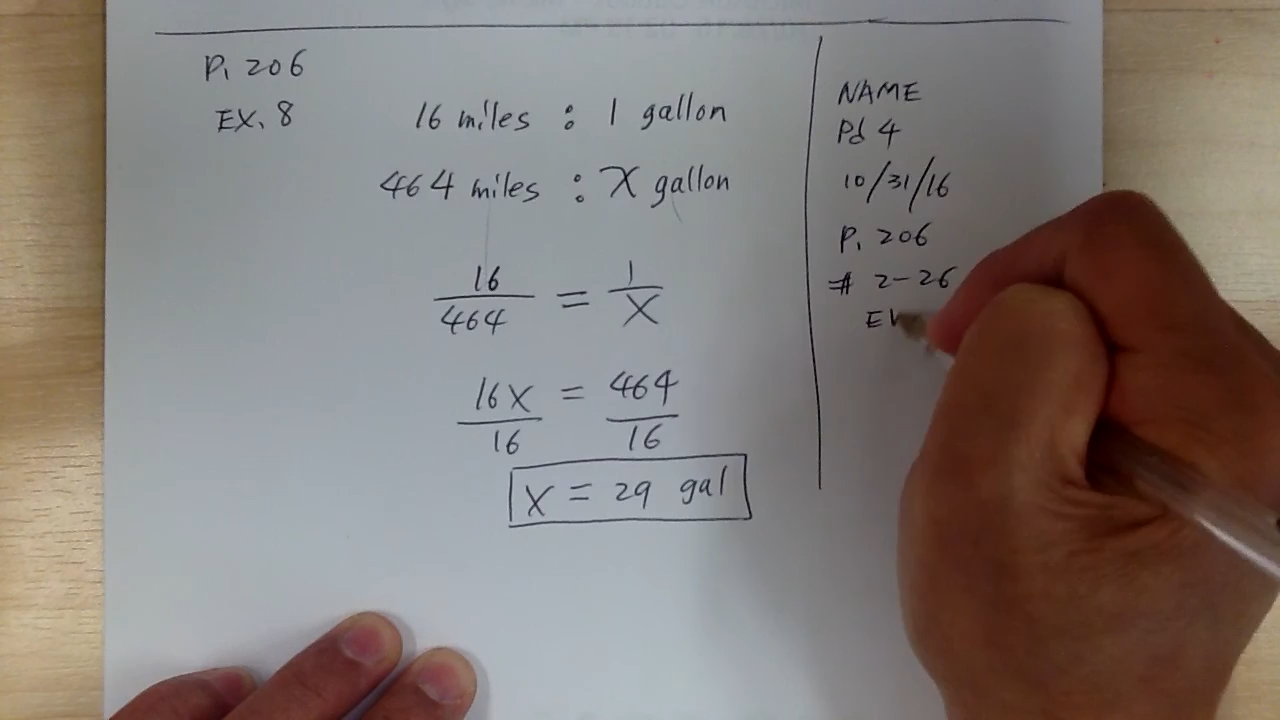 P. 206
EX. 8
16 miles : 1 gallon
464 miles : X gallon
16/464 = 1/X
16X/16 = 464/16
X = 29 gal
NAME
Pd 4
10/31/16
P. 206
# 2-26